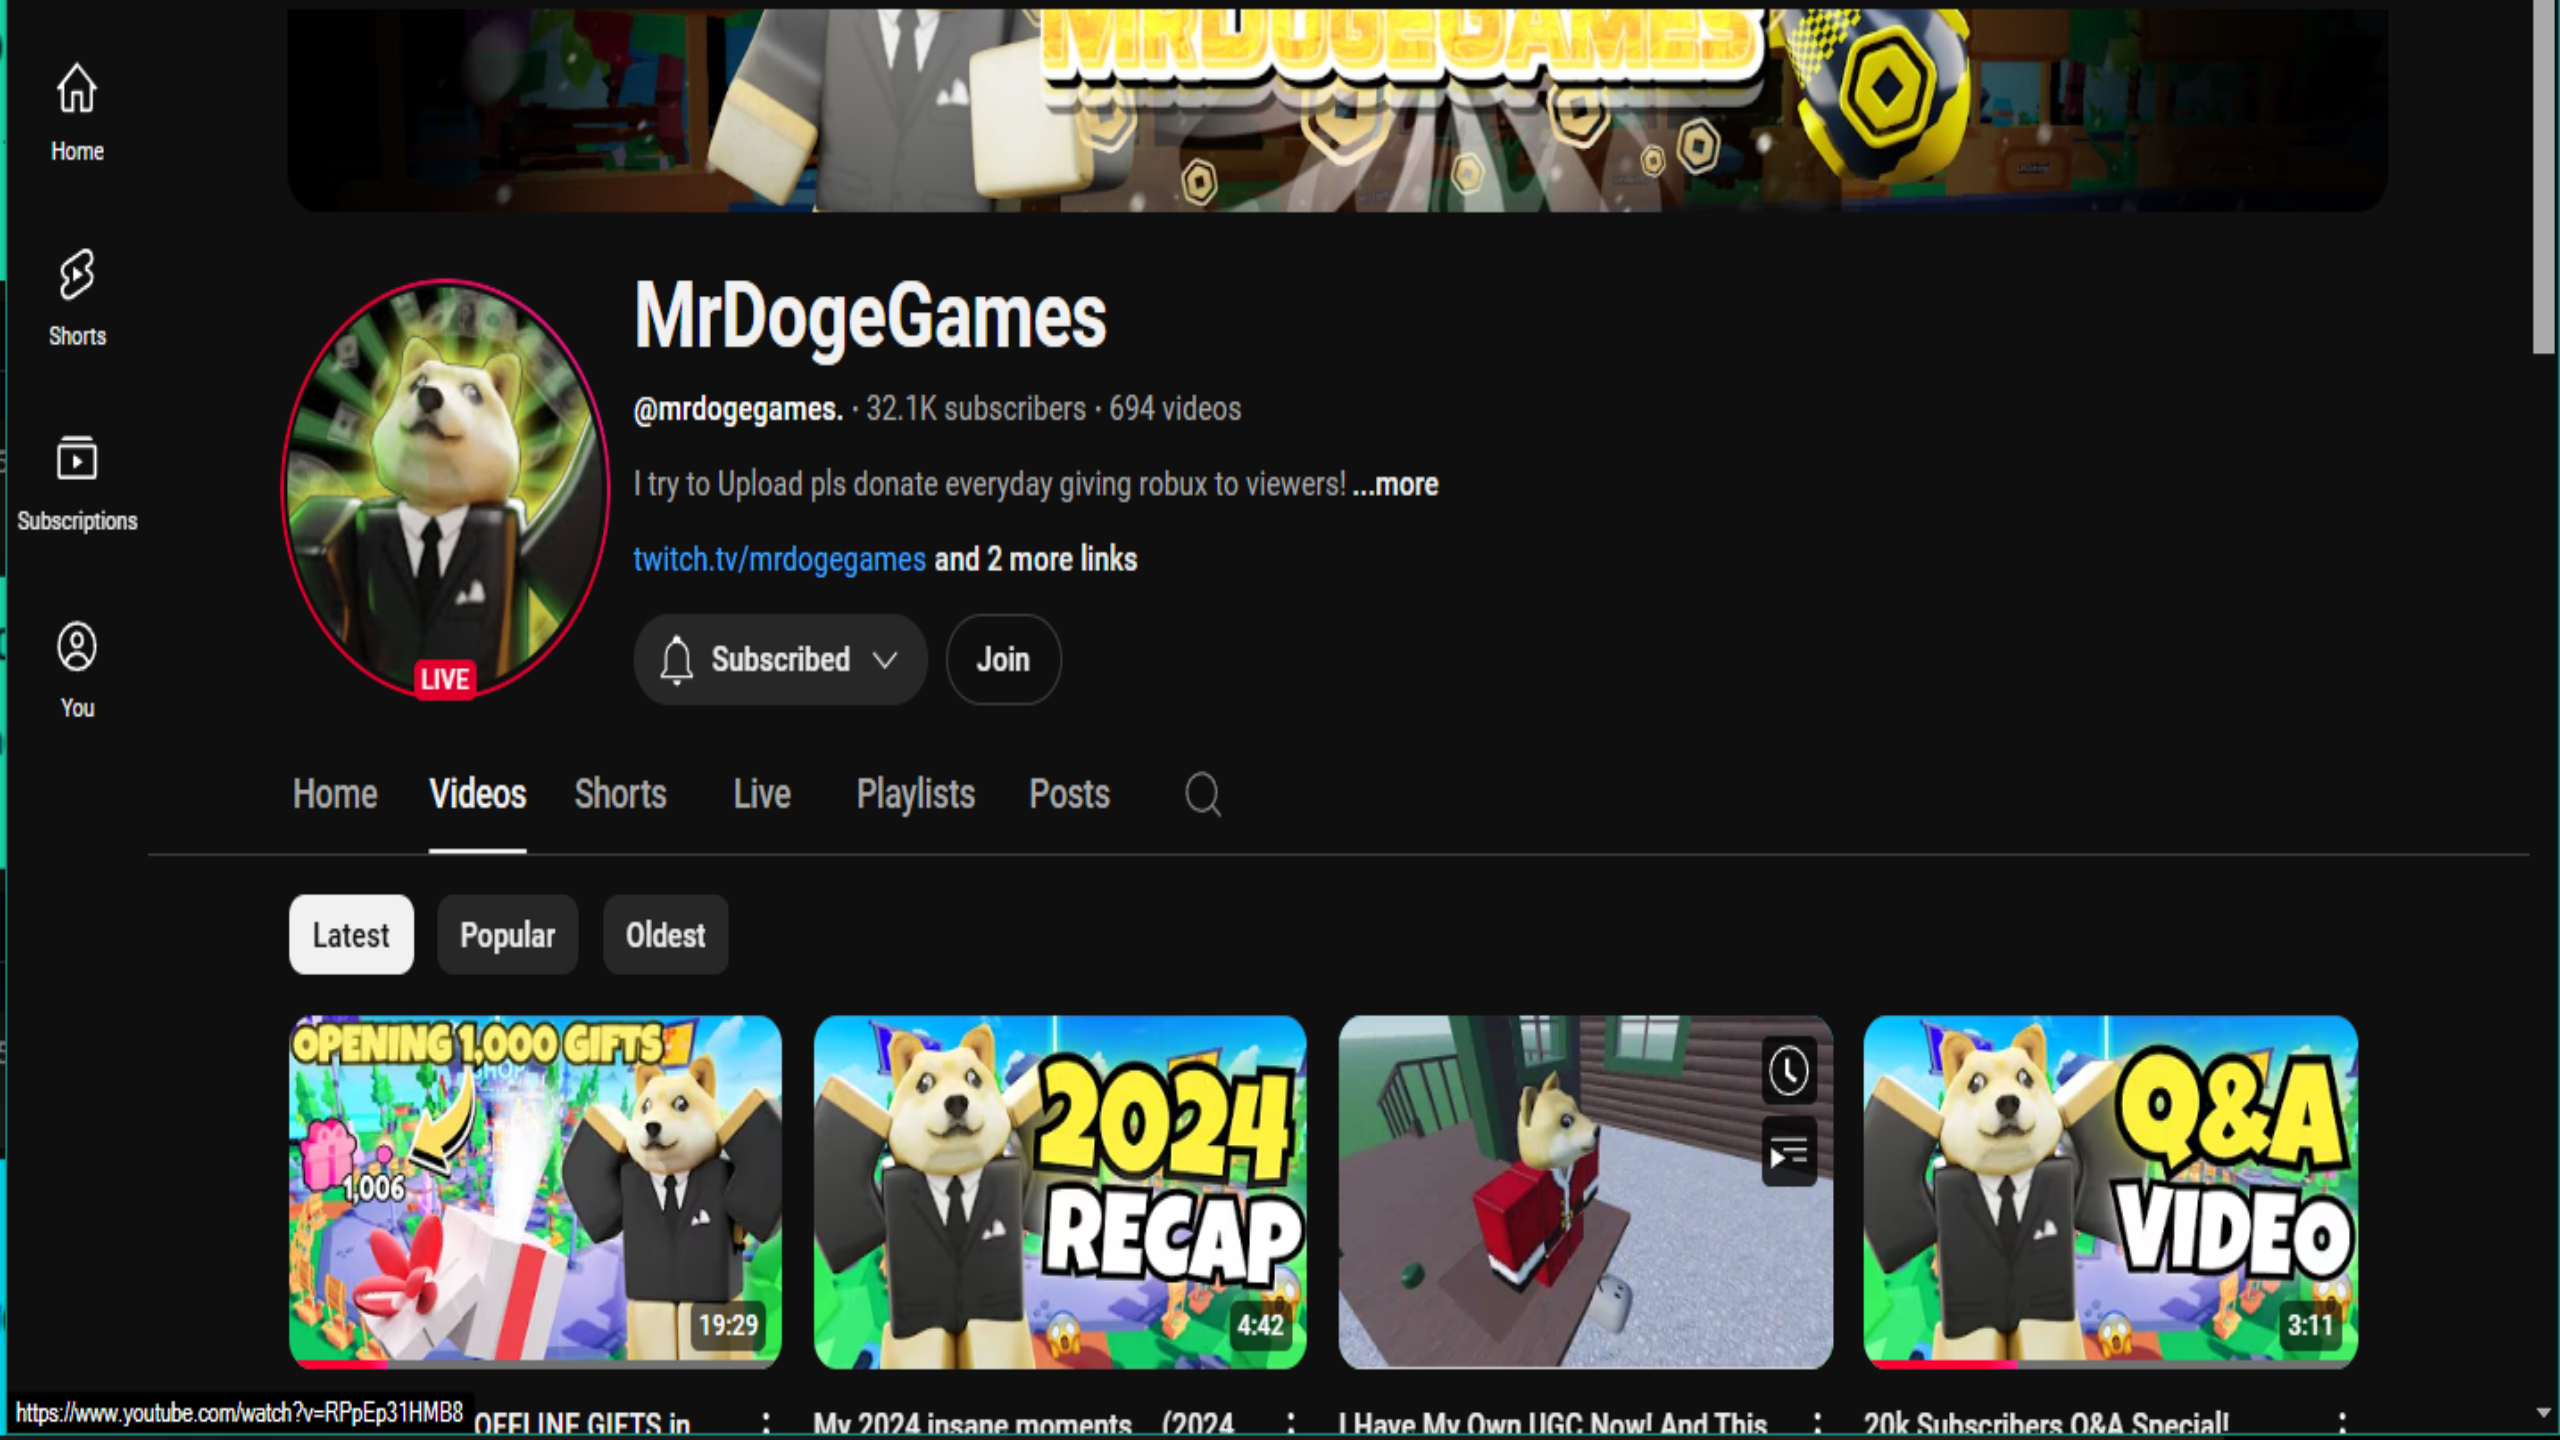 MRDOGEGAMES
Home
Shorts
Subscriptions
You
LIVE
MrDogeGames
@mrdogegames. · 32.1K subscribers · 694 videos
I try to Upload pls donate everyday giving robux to viewers! ...more
twitch.tv/mrdogegames and 2 more links
Subscribed
Join
Home Videos Shorts Live Playlists Posts
Latest Popular Oldest
OPENING 1,000 GIFTS
1,006
19:29
2024
RECAP
4:42
Q&A
VIDEO
3:11
https://www.youtube.com/watch?v=RPpEp31HMB8
OFFLINE GIFTS in
My 2024 insane moments (2024
I Have My Own UGC Now! And This
20k Subscribers Q&A Special!